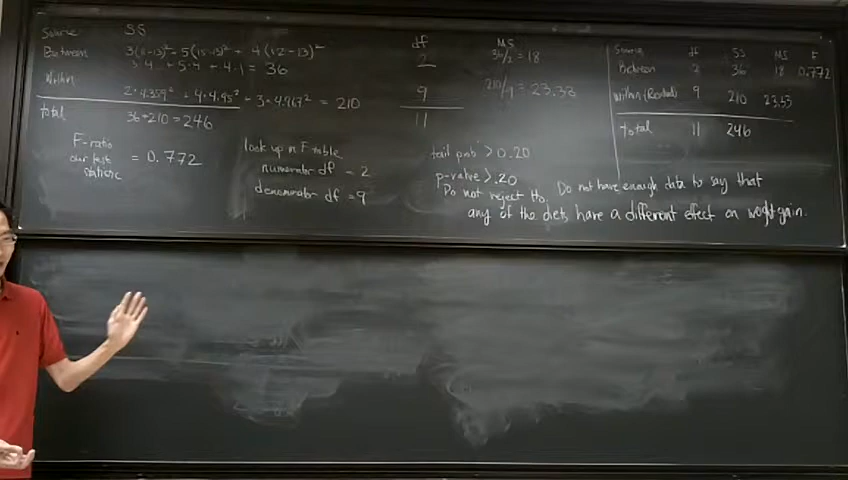 Source SS df MS
Between 3(8-13)² + 5(15-13)² + 4(12-13)² 2 36/2 = 18
3·4 + 5·4 + 4·1 = 36
Within 2·4.359² + 4·4.95² + 3·4.967² = 210 9 210/9 = 23.33
total 36+210 = 246 11
F-ratio
our test
statistic = 0.772
look up in F table
numerator df = 2
denominator df = 9
tail prob > 0.20
p-value > .20
Do not reject H₀. Do not have enough data to say that
any of the diets have a different effect on weight gain.
Source df SS MS F
Between 2 36 18 0.772
Within (Residual) 9 210 23.33
total 11 246